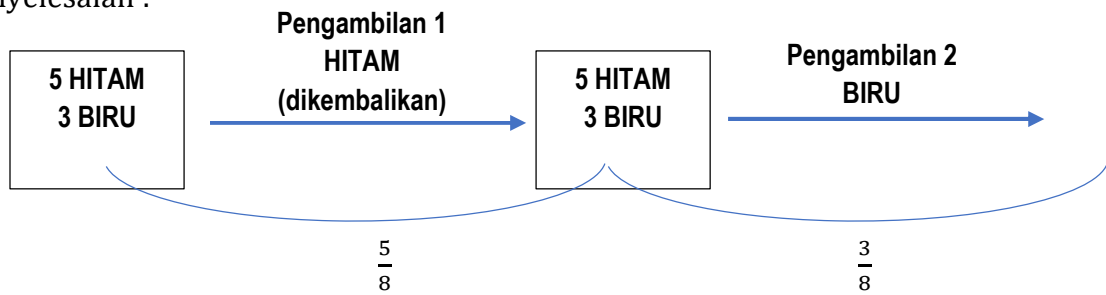 Pengambilan 1
HITAM
(dikembalikan)
5 HITAM
3 BIRU
5 HITAM
3 BIRU
Pengambilan 2
BIRU
5
8
3
8